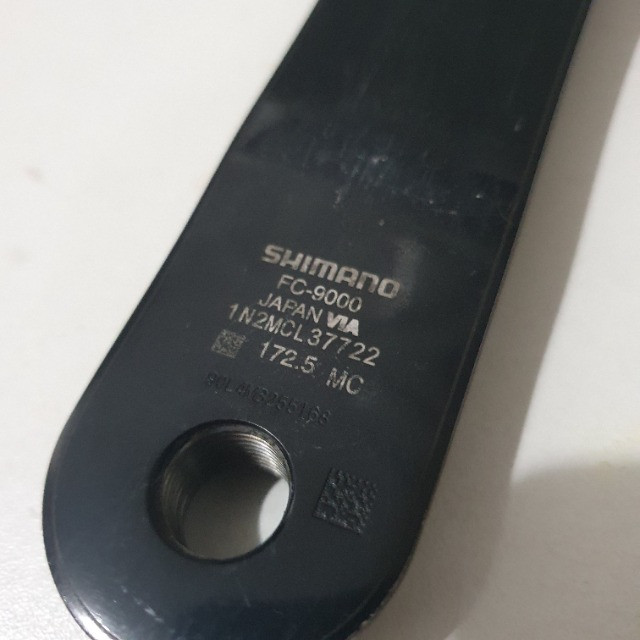 SHIMANO
FC-9000
JAPAN VIA
1N2MCL37722
172.5 MC